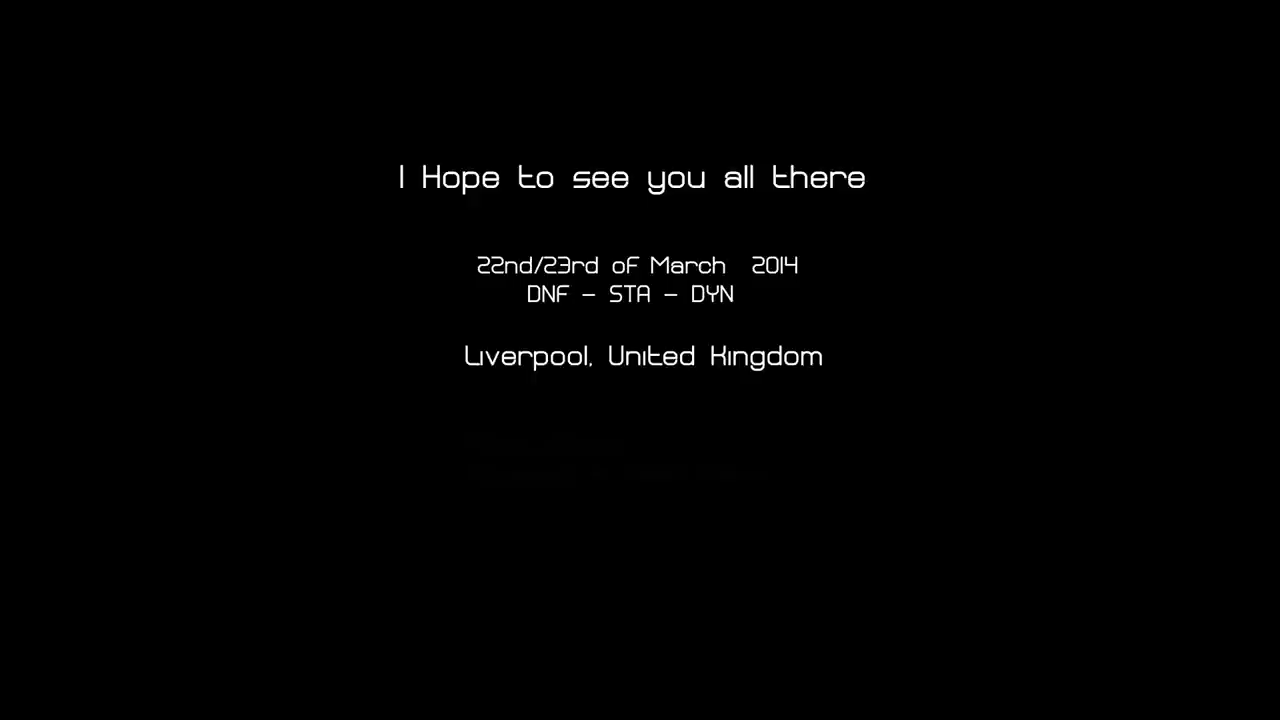 I Hope to see you all there
22nd/23rd of March 2014
DNF - STA - DYN
Liverpool, United Kingdom